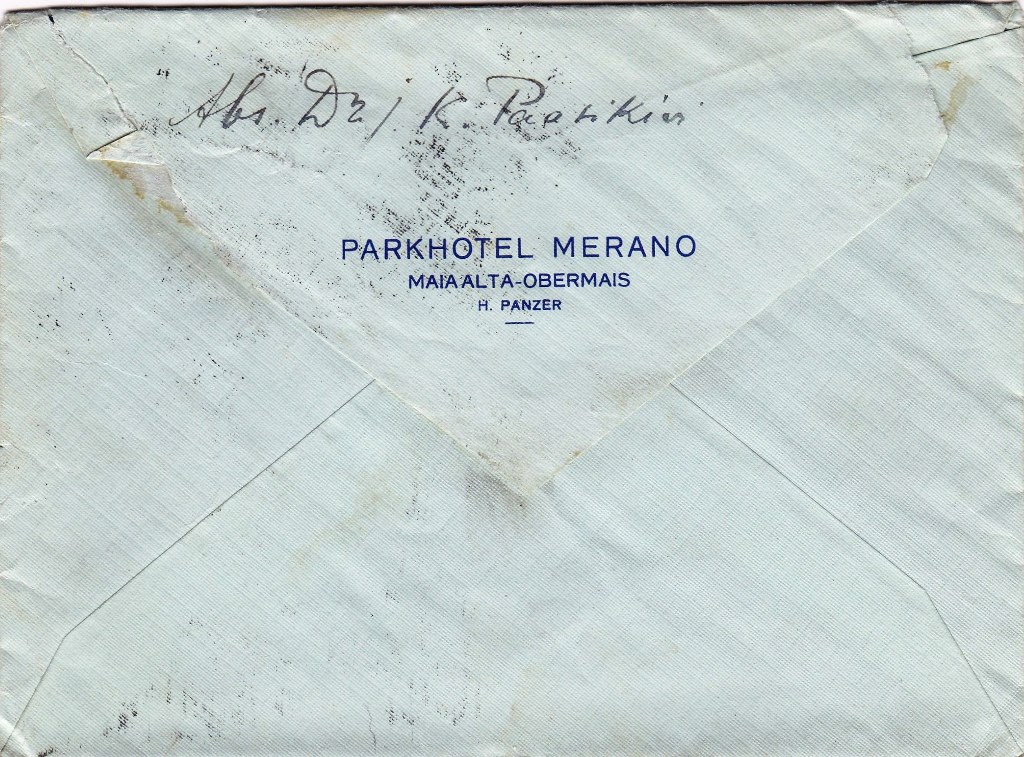 Abs. Dr J K. Paasikivi
PARKHOTEL MERANO
MAIA ALTA-OBERMAIS
H. PANZER